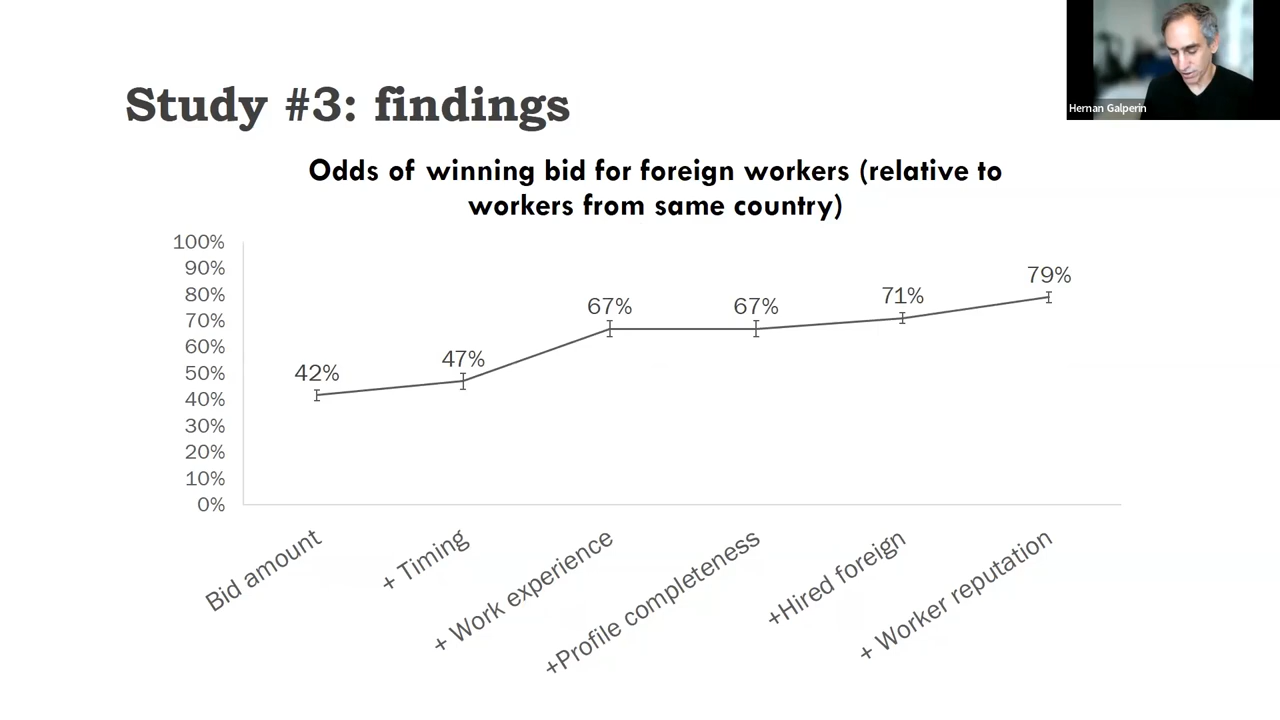 Hernan Galperin
Study #3: findings
Odds of winning bid for foreign workers (relative to
workers from same country)
100%
90%
80%
70%
60%
50%
40%
30%
20%
10%
0%
42%
47%
67%
67%
71%
79%
Bid amount
+ Timing
+ Work experience
+Profile completeness
+Hired foreign
+ Worker reputation